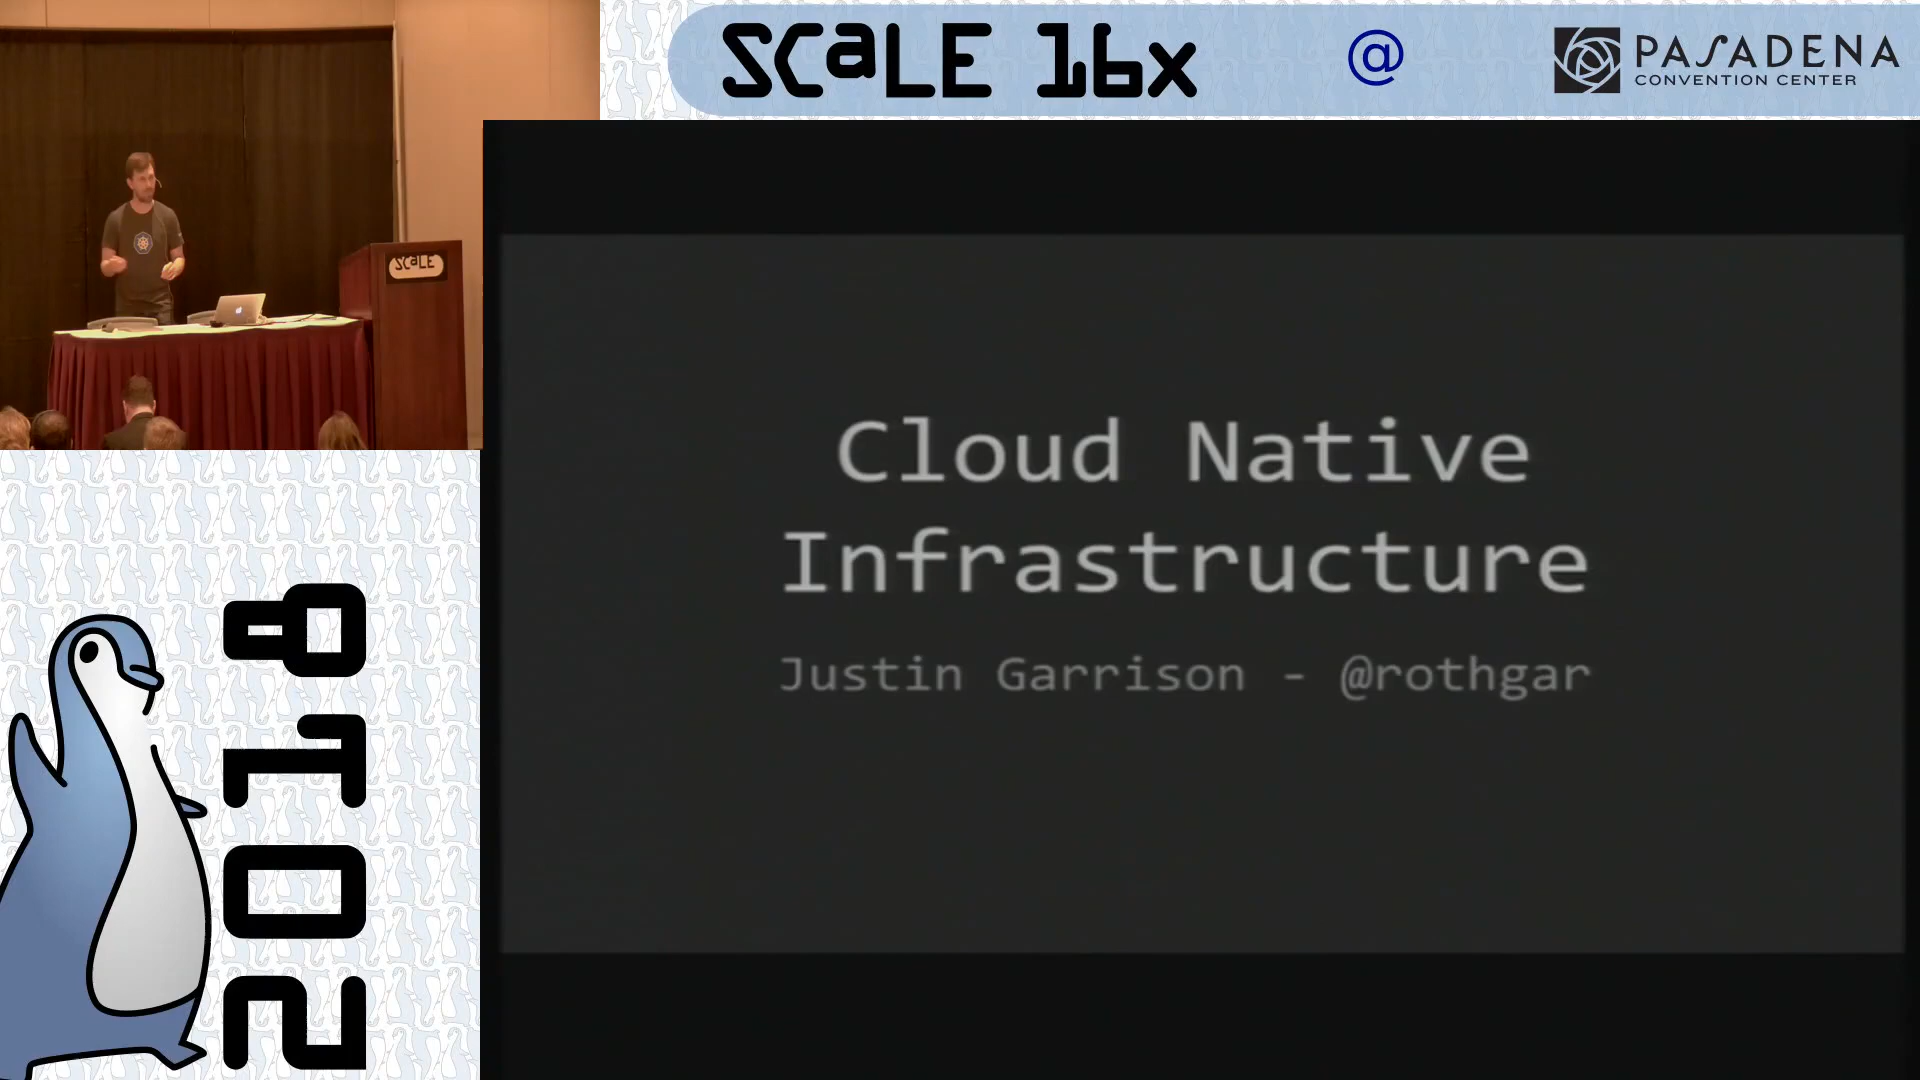 SCaLE 16x
@
PASADENA
CONVENTION CENTER
SCaLE
Cloud Native
Infrastructure
Justin Garrison - @rothgar
2018